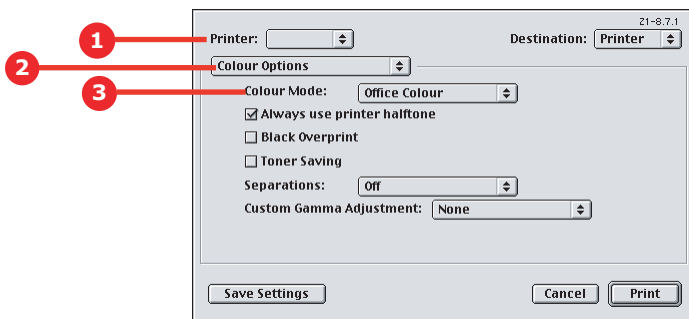 Z1-8.7.1
1 Printer: Destination: Printer
2 Colour Options
3 Colour Mode: Office Colour
Always use printer halftone
Black Overprint
Toner Saving
Separations: Off
Custom Gamma Adjustment: None
Save Settings Cancel Print